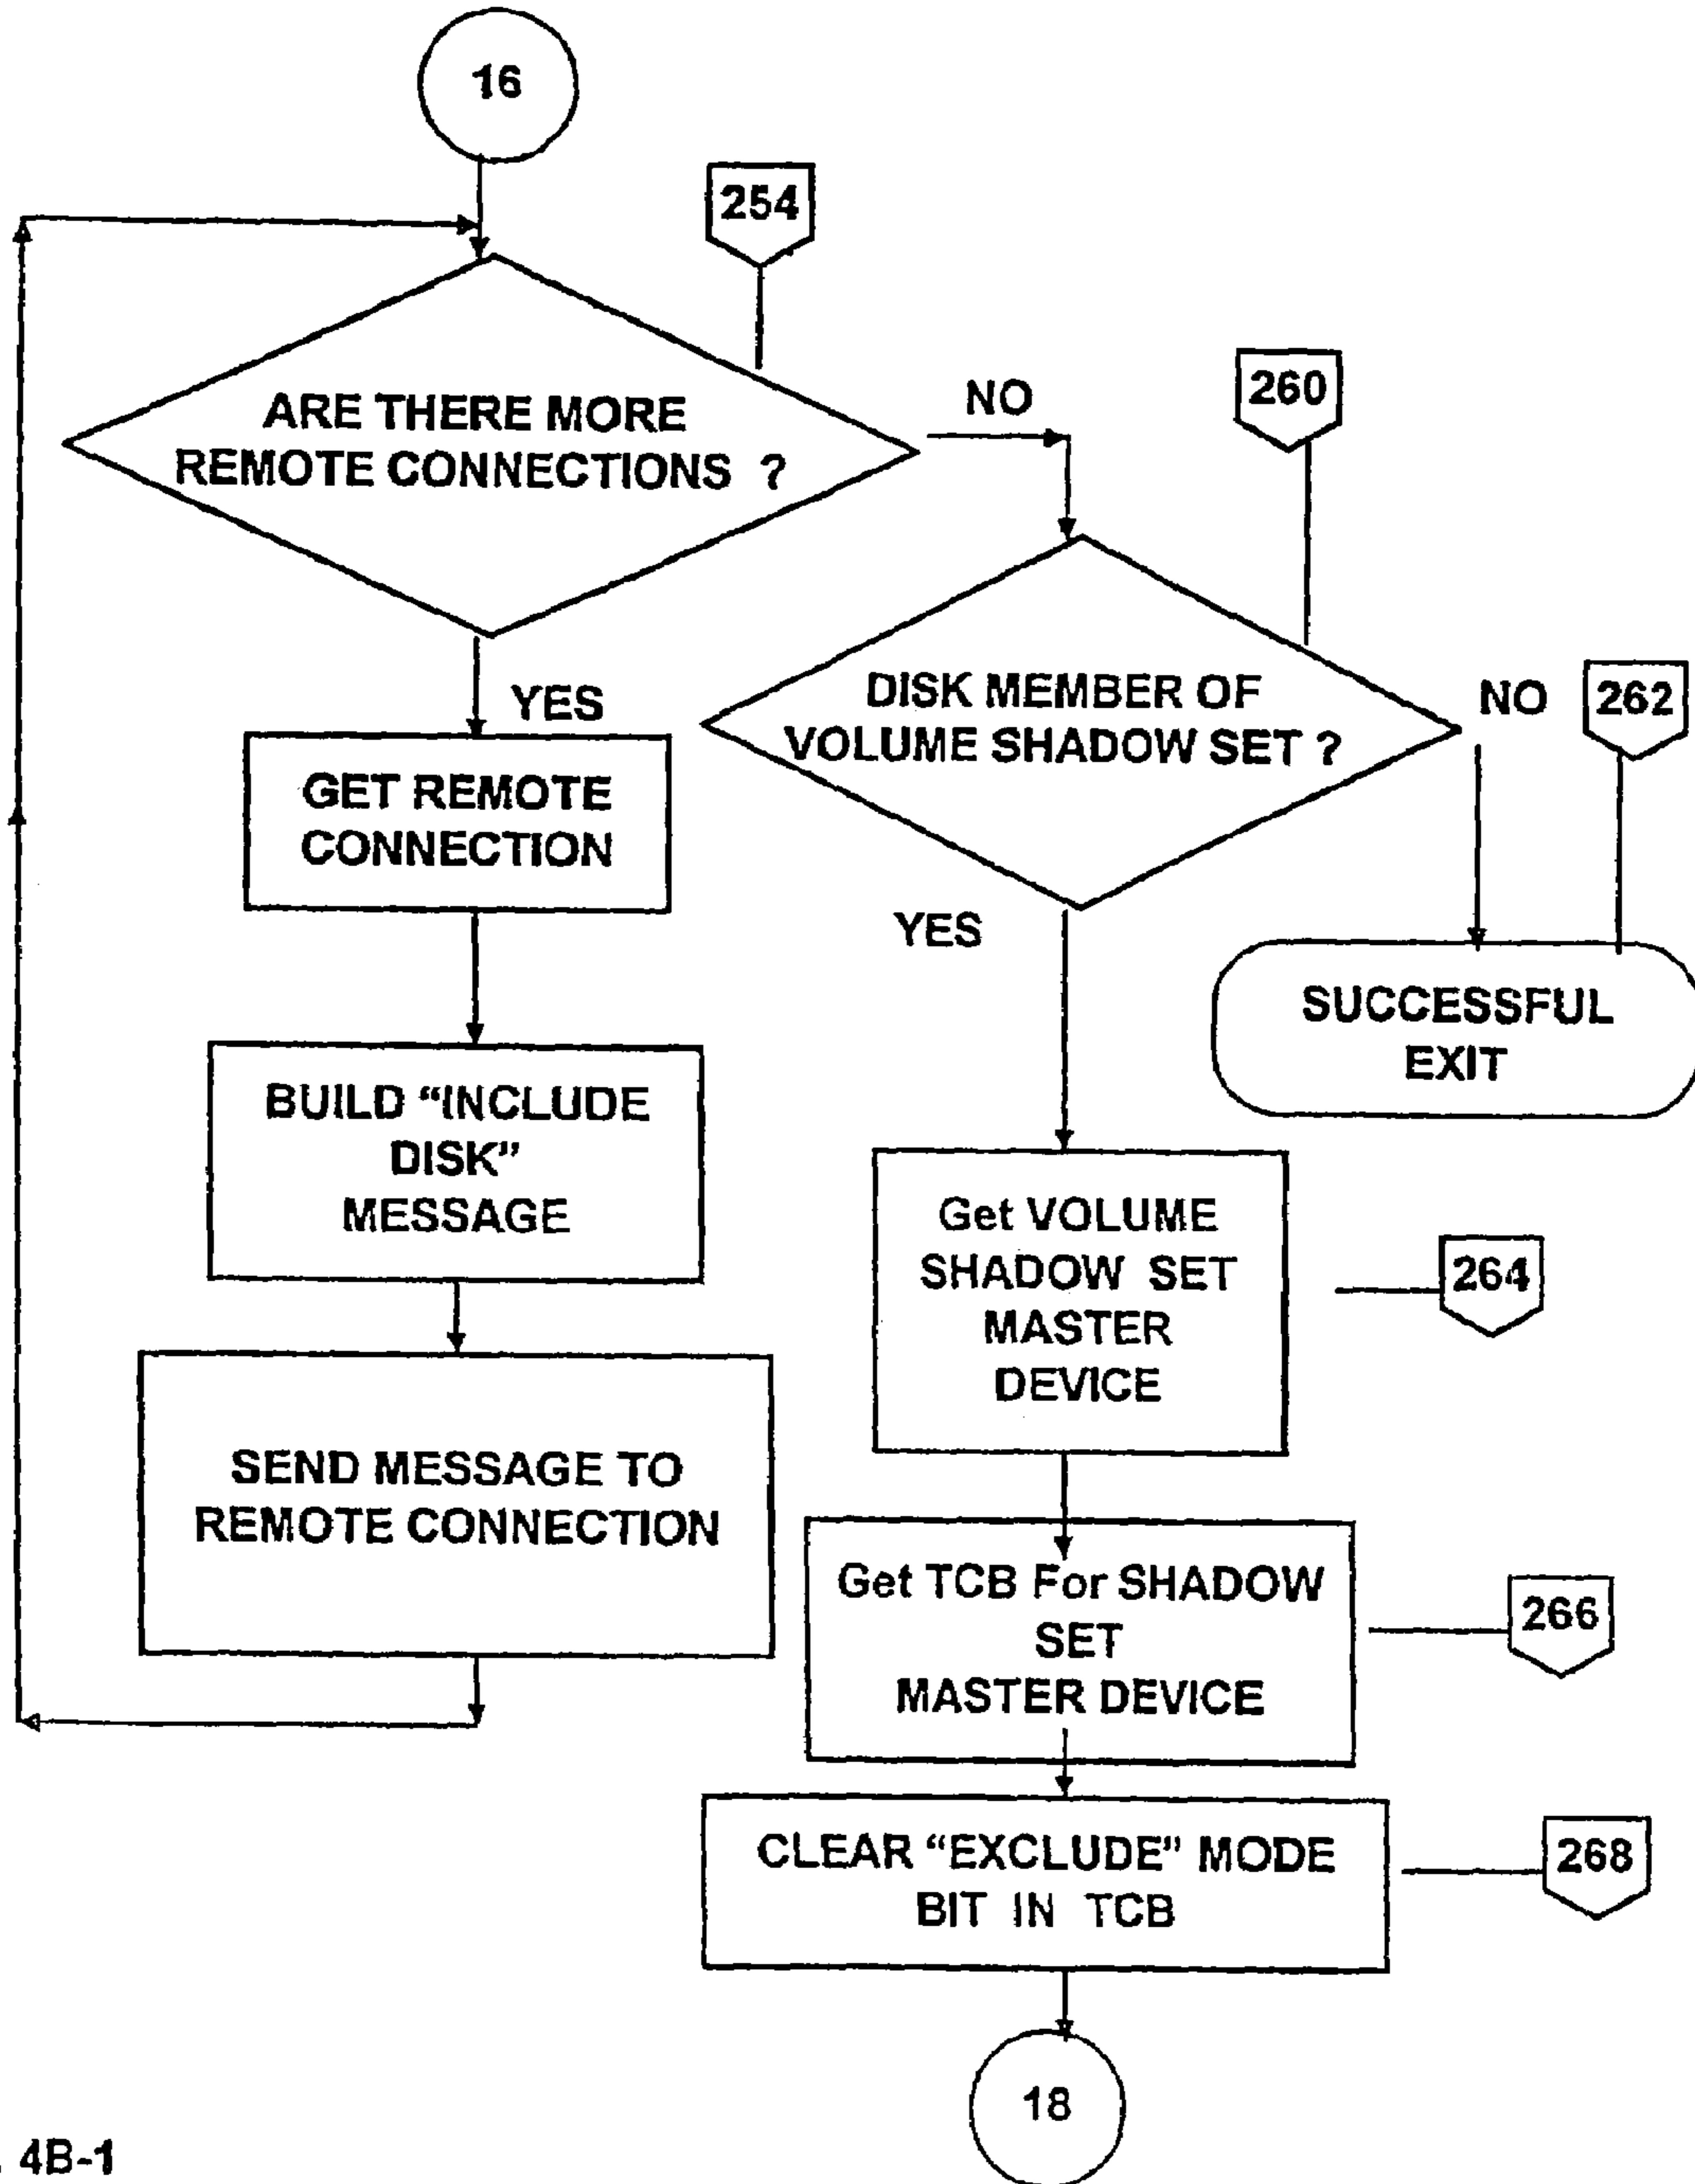 16
254
ARE THERE MORE
REMOTE CONNECTIONS ?
NO
260
YES
DISK MEMBER OF
VOLUME SHADOW SET ?
NO
262
GET REMOTE
CONNECTION
YES
SUCCESSFUL
EXIT
BUILD “INCLUDE
DISK”
MESSAGE
Get VOLUME
SHADOW SET
MASTER
DEVICE
264
SEND MESSAGE TO
REMOTE CONNECTION
Get TCB For SHADOW
SET
MASTER DEVICE
266
CLEAR “EXCLUDE” MODE
BIT IN TCB
268
18
. 4B-1